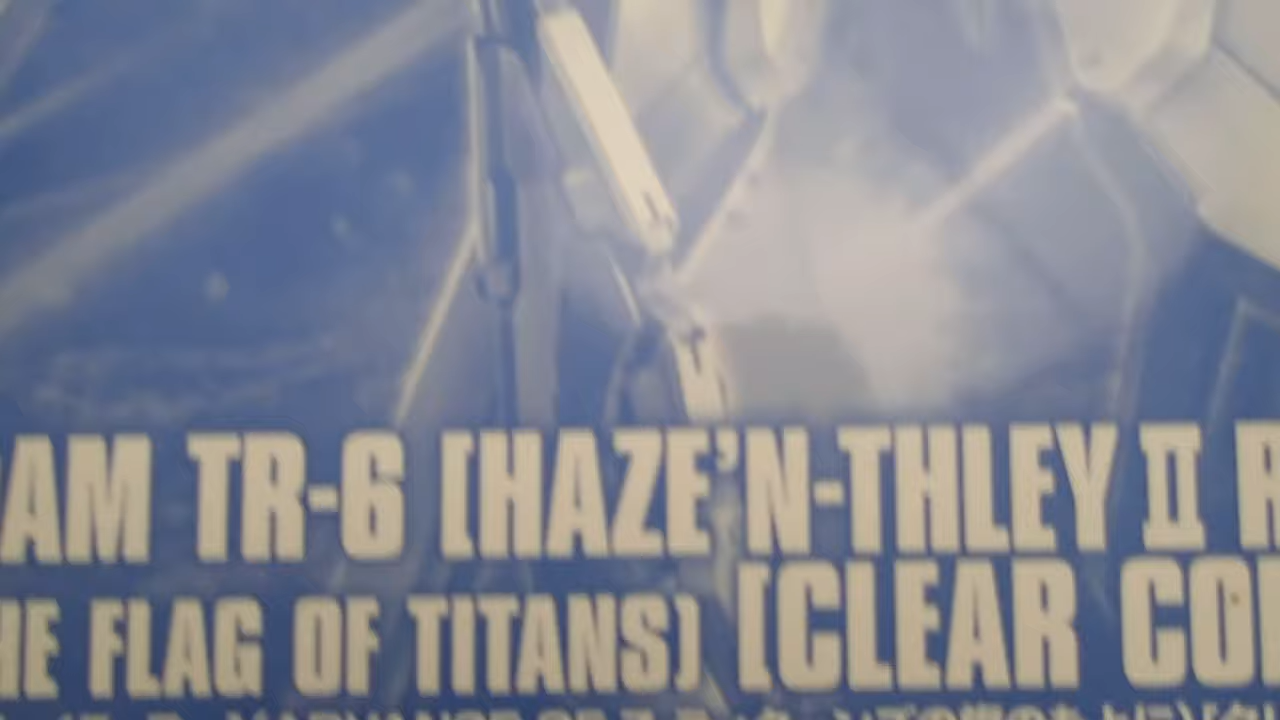 AM TR-6 [HAZE'N-THLEY II R
HE FLAG OF TITANS) [CLEAR CO